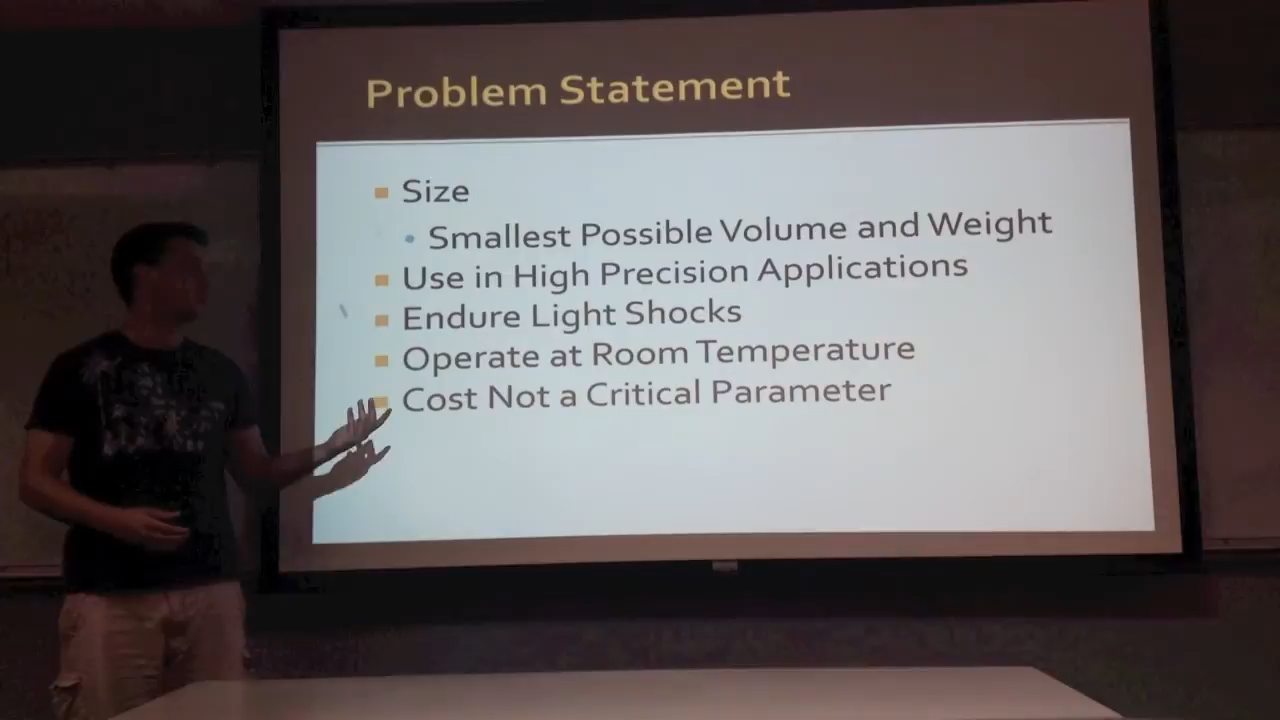 Problem Statement
Size
Smallest Possible Volume and Weight
Use in High Precision Applications
Endure Light Shocks
Operate at Room Temperature
Cost Not a Critical Parameter